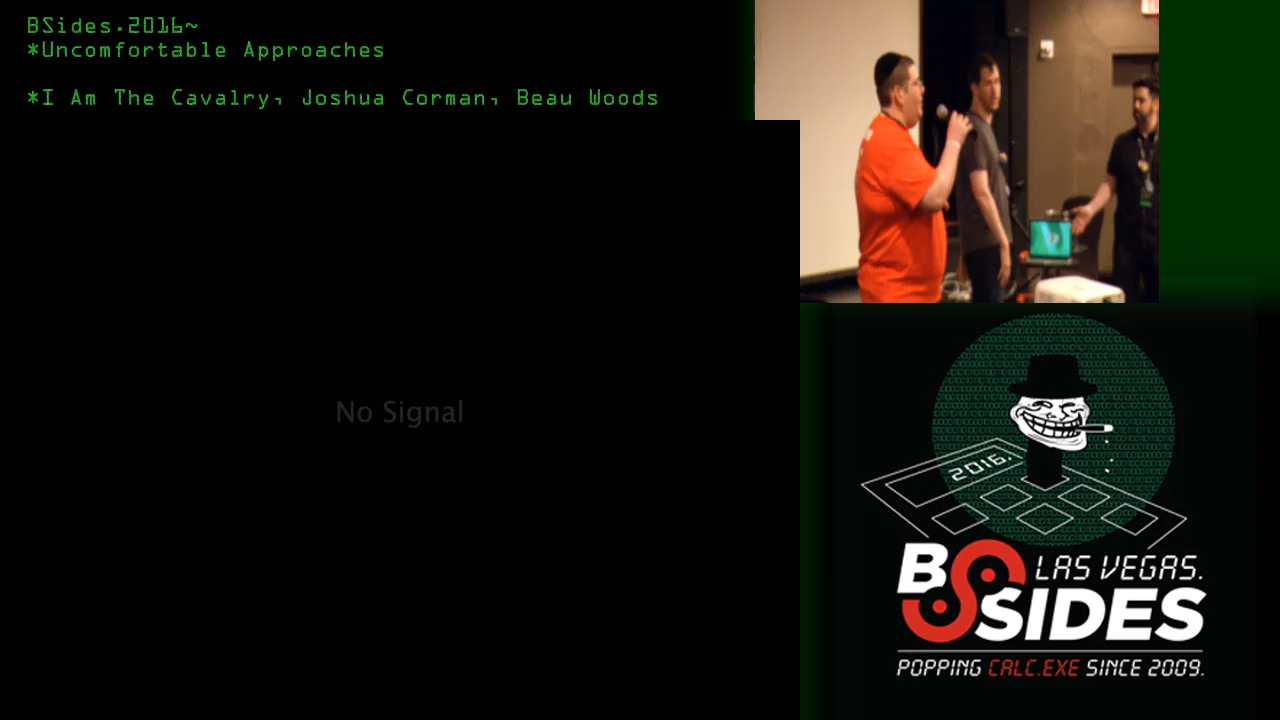 BSides.2016~
*Uncomfortable Approaches
*I Am The Cavalry, Joshua Corman, Beau Woods
No Signal
2016.
BSIDES
LAS VEGAS.
POPPING CALC.EXE SINCE 2009.